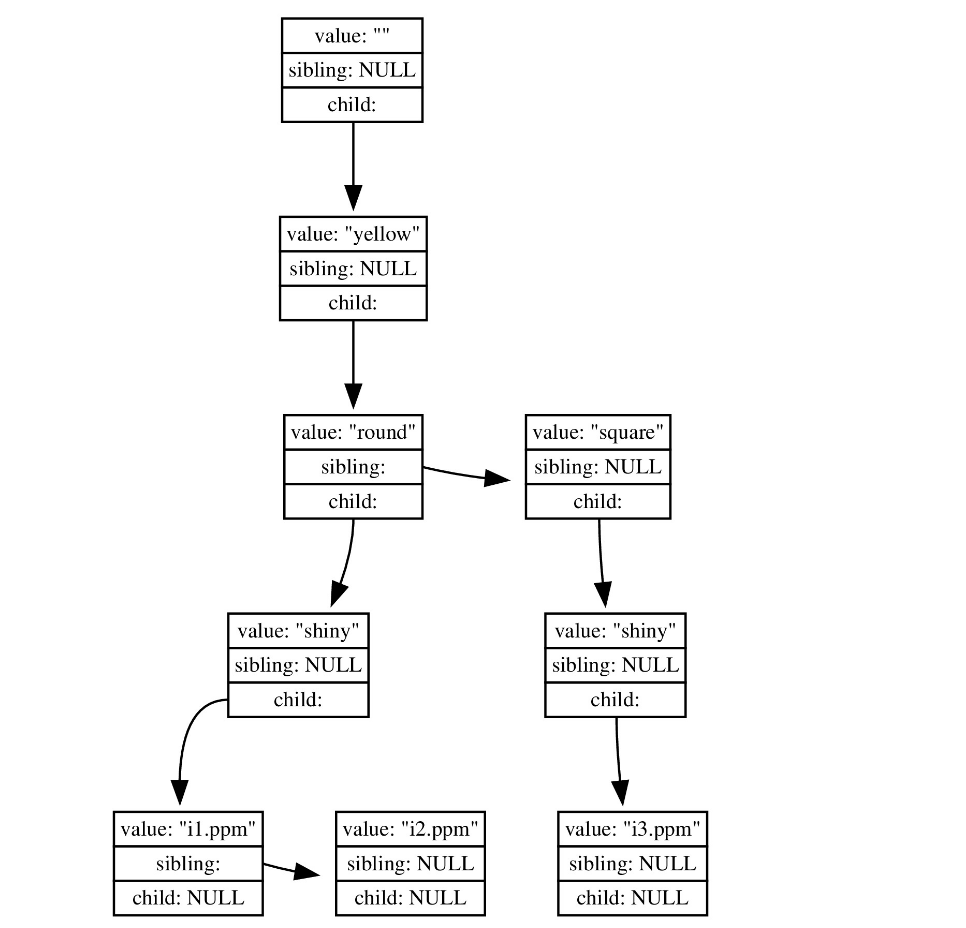 value: ""
sibling: NULL
child:
value: "yellow"
sibling: NULL
child:
value: "round"
sibling:
child:
value: "square"
sibling: NULL
child:
value: "shiny"
sibling: NULL
child:
value: "shiny"
sibling: NULL
child:
value: "i1.ppm"
sibling:
child: NULL
value: "i2.ppm"
sibling: NULL
child: NULL
value: "i3.ppm"
sibling: NULL
child: NULL